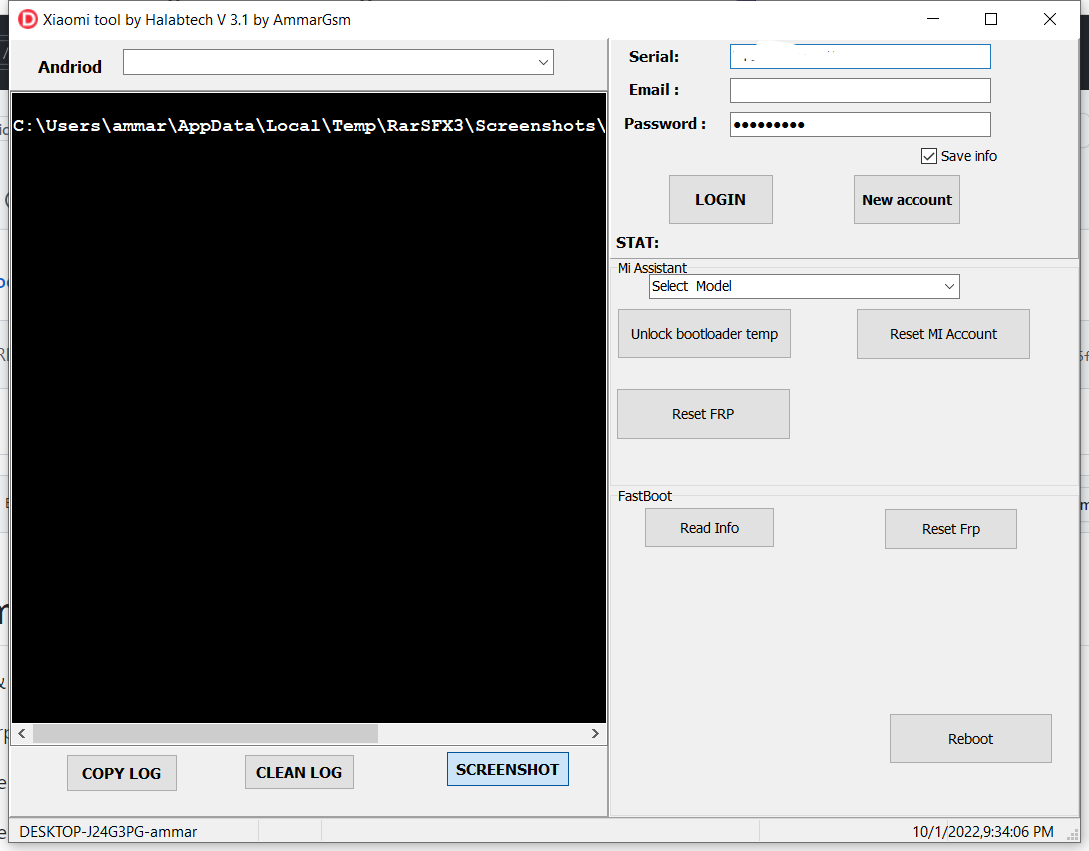 Xiaomi tool by Halabtech V 3.1 by AmmarGsm
Andriod
C:\Users\ammar\AppData\Local\Temp\RarSFX3\Screenshots\
COPY LOG
CLEAN LOG
SCREENSHOT
Serial:
Email :
Password :
●●●●●●●●●
Save info
LOGIN
New account
STAT:
Mi Assistant
Select Model
Unlock bootloader temp
Reset MI Account
Reset FRP
FastBoot
Read Info
Reset Frp
Reboot
DESKTOP-J24G3PG-ammar
10/1/2022,9:34:06 PM